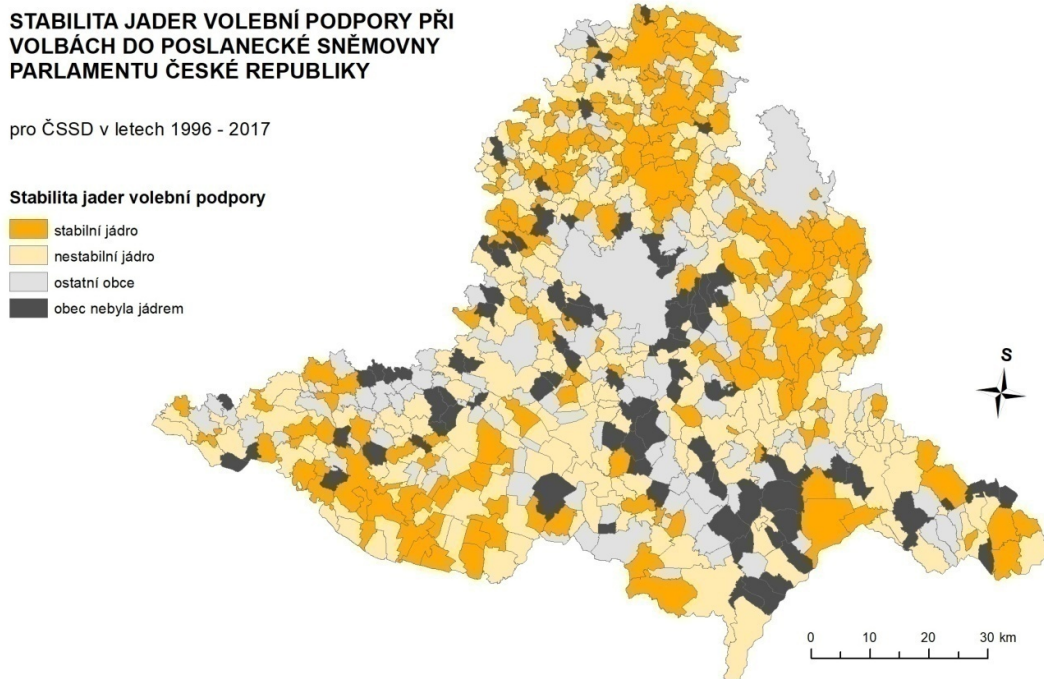 STABILITA JADER VOLEBNÍ PODPORY PŘI
VOLBÁCH DO POSLANECKÉ SNĚMOVNY
PARLAMENTU ČESKÉ REPUBLIKY
pro ČSSD v letech 1996 - 2017
Stabilita jader volební podpory
stabilní jádro
nestabilní jádro
ostatní obce
obec nebyla jádrem
S
0 10 20 30 km